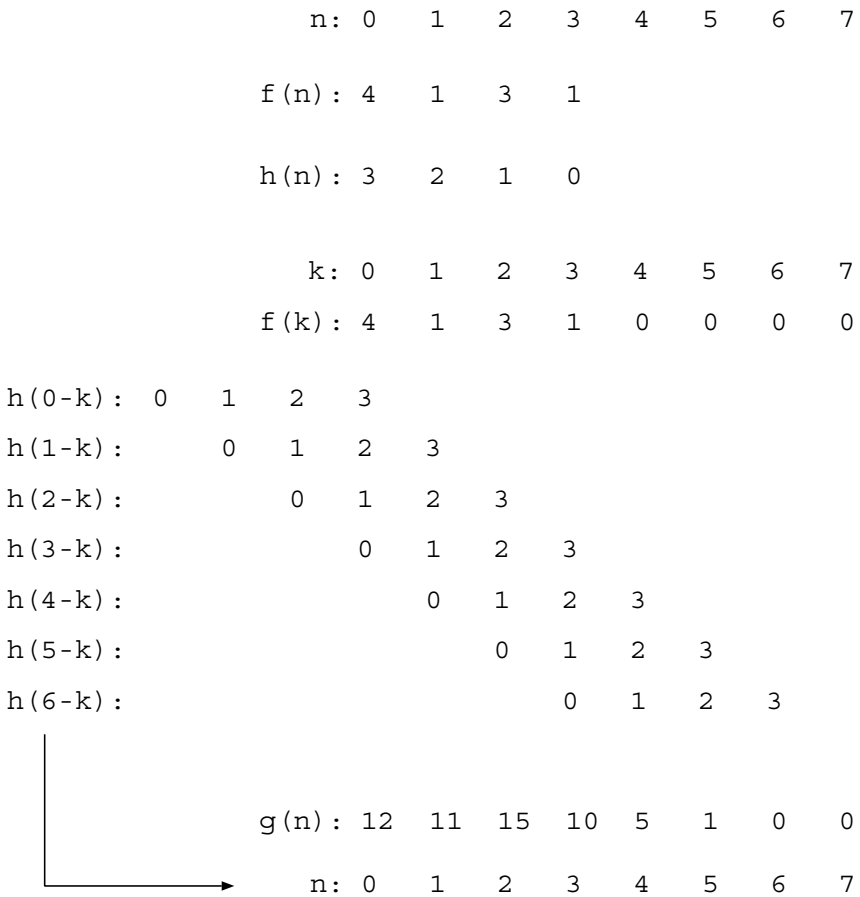 n: 0 1 2 3 4 5 6 7
f(n): 4 1 3 1
h(n): 3 2 1 0
k: 0 1 2 3 4 5 6 7
f(k): 4 1 3 1 0 0 0 0
h(0-k): 0 1 2 3
h(1-k): 0 1 2 3
h(2-k): 0 1 2 3
h(3-k): 0 1 2 3
h(4-k): 0 1 2 3
h(5-k): 0 1 2 3
h(6-k): 0 1 2 3
g(n): 12 11 15 10 5 1 0 0
n: 0 1 2 3 4 5 6 7